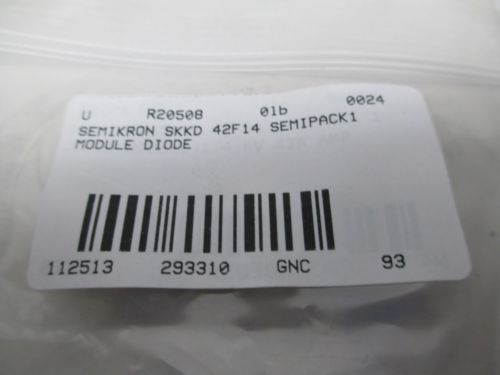 U R20508 01b 0024
SEMIKRON SKKD 42F14 SEMIPACK1
MODULE DIODE
112513 293310 GNC 93